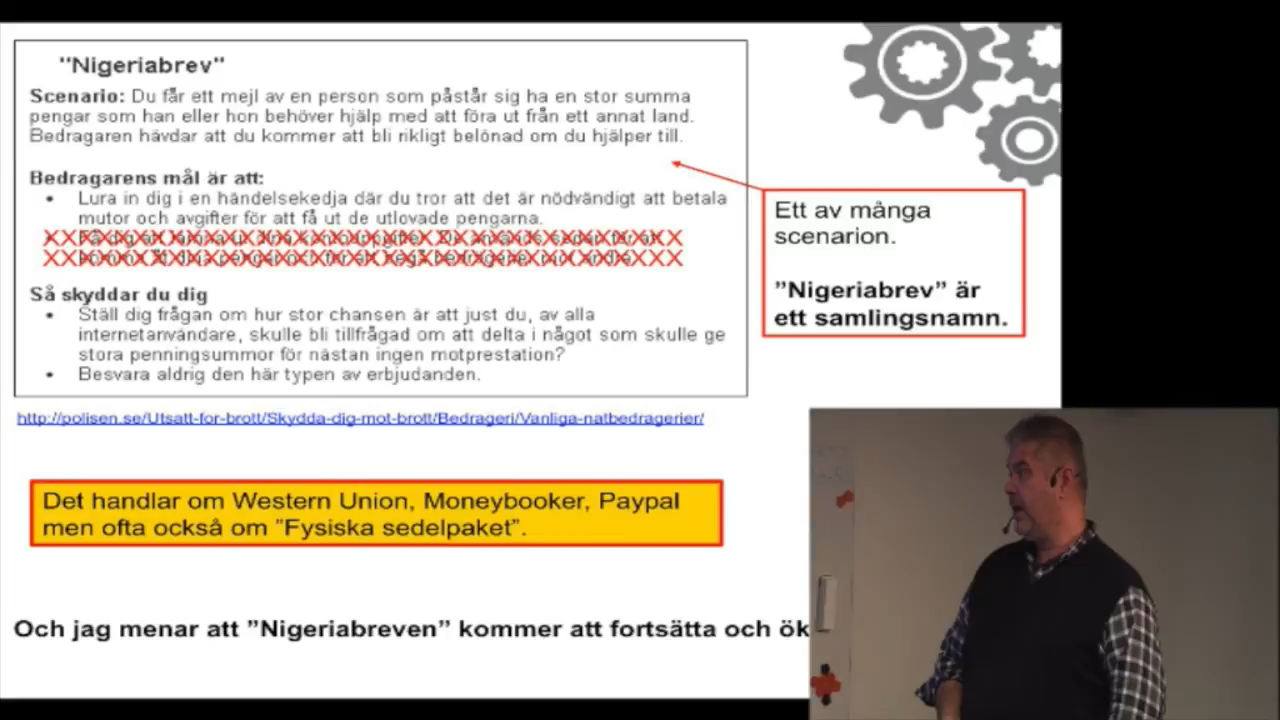 "Nigeriabrev"
Scenario: Du får ett mejl av en person som påstår sig ha en stor summa
pengar som han eller hon behöver hjälp med att föra ut från ett annat land.
Bedragaren hävdar att du kommer att bli rikligt belönad om du hjälper till.
Bedragarens mål är att:
• Lura in dig i en händelsekedja där du tror att det är nödvändigt att betala
mutor och avgifter för att få ut de utlovade pengarna.
Så skyddar du dig
• Ställ dig frågan om hur stor chansen är att just du, av alla
internetanvändare, skulle bli tillfrågad om att delta i något som skulle ge
stora penningsummor för nästan ingen motprestation?
• Besvara aldrig den här typen av erbjudanden.
http://polisen.se/Utsatt-for-brott/Skydda-dig-mot-brott/Bedrageri/Vanliga-natbedragerier/
Ett av många
scenarion.
"Nigeriabrev" är
ett samlingsnamn.
Det handlar om Western Union, Moneybooker, Paypal
men ofta också om "Fysiska sedelpaket".
Och jag menar att "Nigeriabreven" kommer att fortsätta och ök